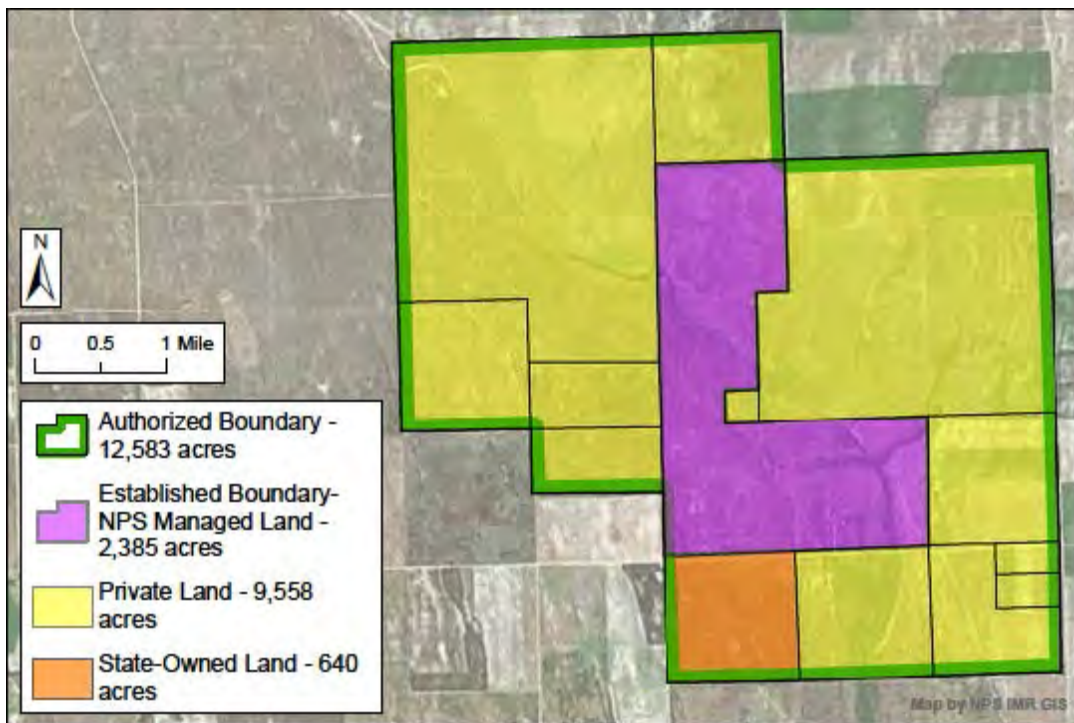 N
0 0.5 1 Mile
Authorized Boundary -
12,583 acres
Established Boundary-
NPS Managed Land -
2,385 acres
Private Land - 9,558
acres
State-Owned Land - 640
acres
Map by NPS IMR GIS